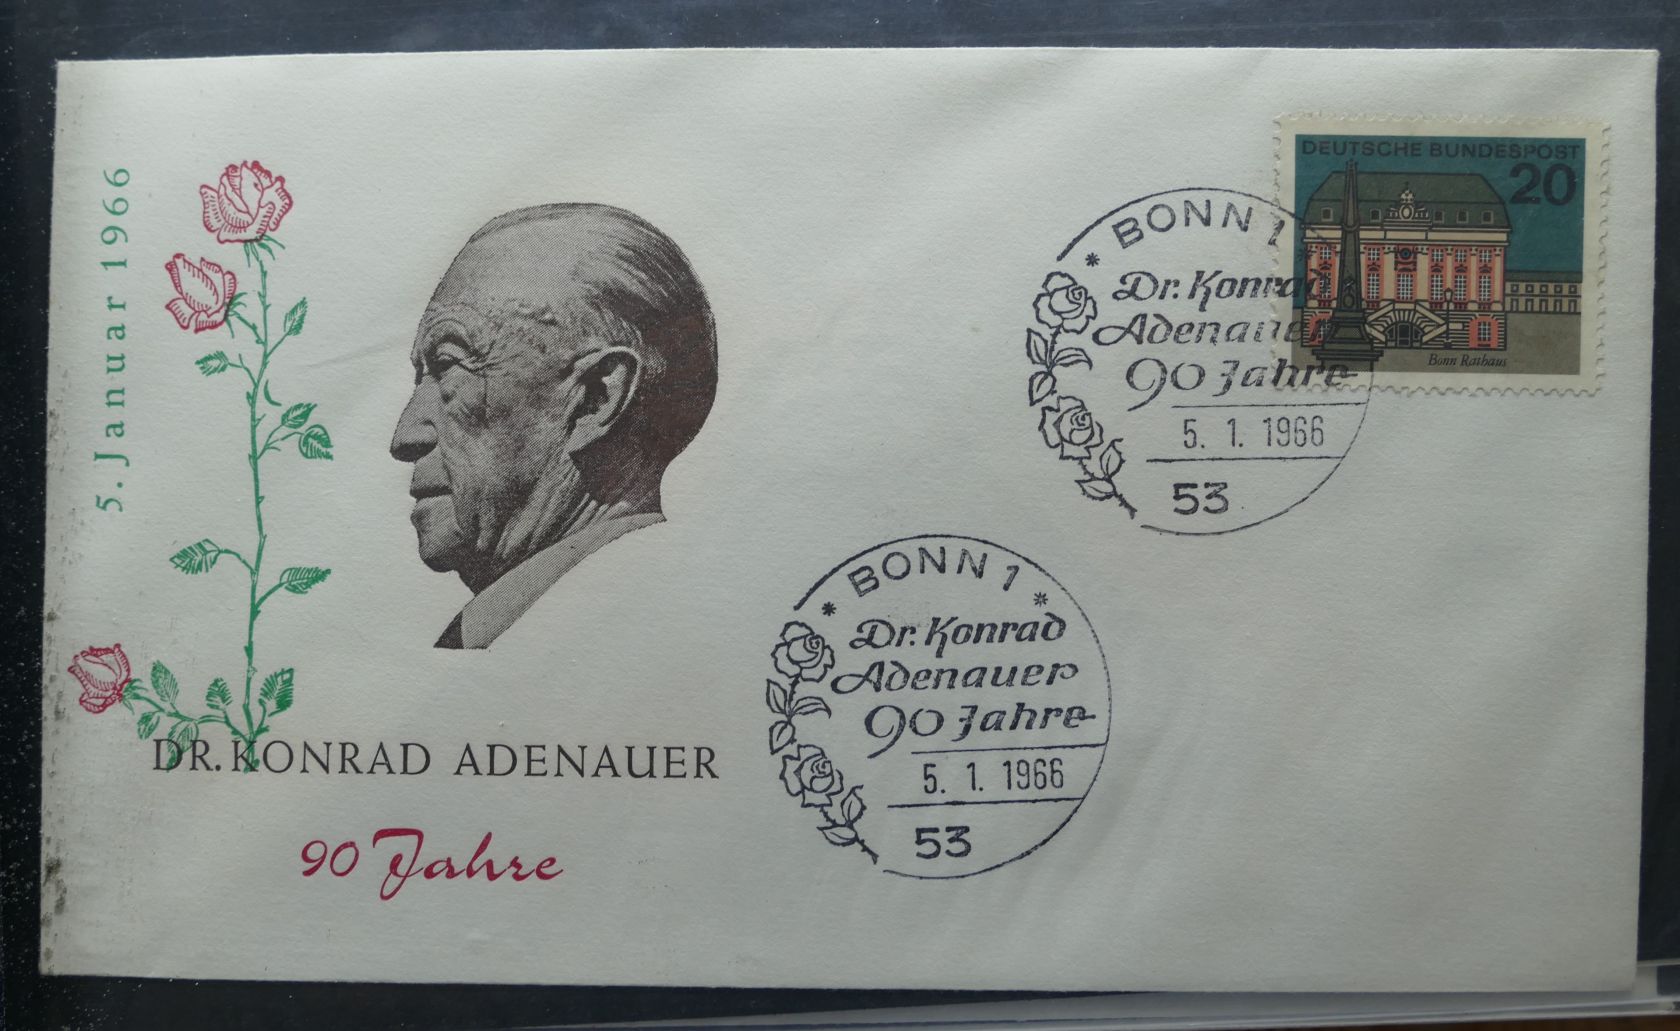 5. Januar 1966
DR. KONRAD ADENAUER
90 Jahre
DEUTSCHE BUNDESPOST
20
Bonn Rathaus
* BONN 1
Dr. Konrad
Adenauer
90 Jahre
5. 1. 1966
53
* BONN 1 *
Dr. Konrad
Adenauer
90 Jahre
5. 1. 1966
53